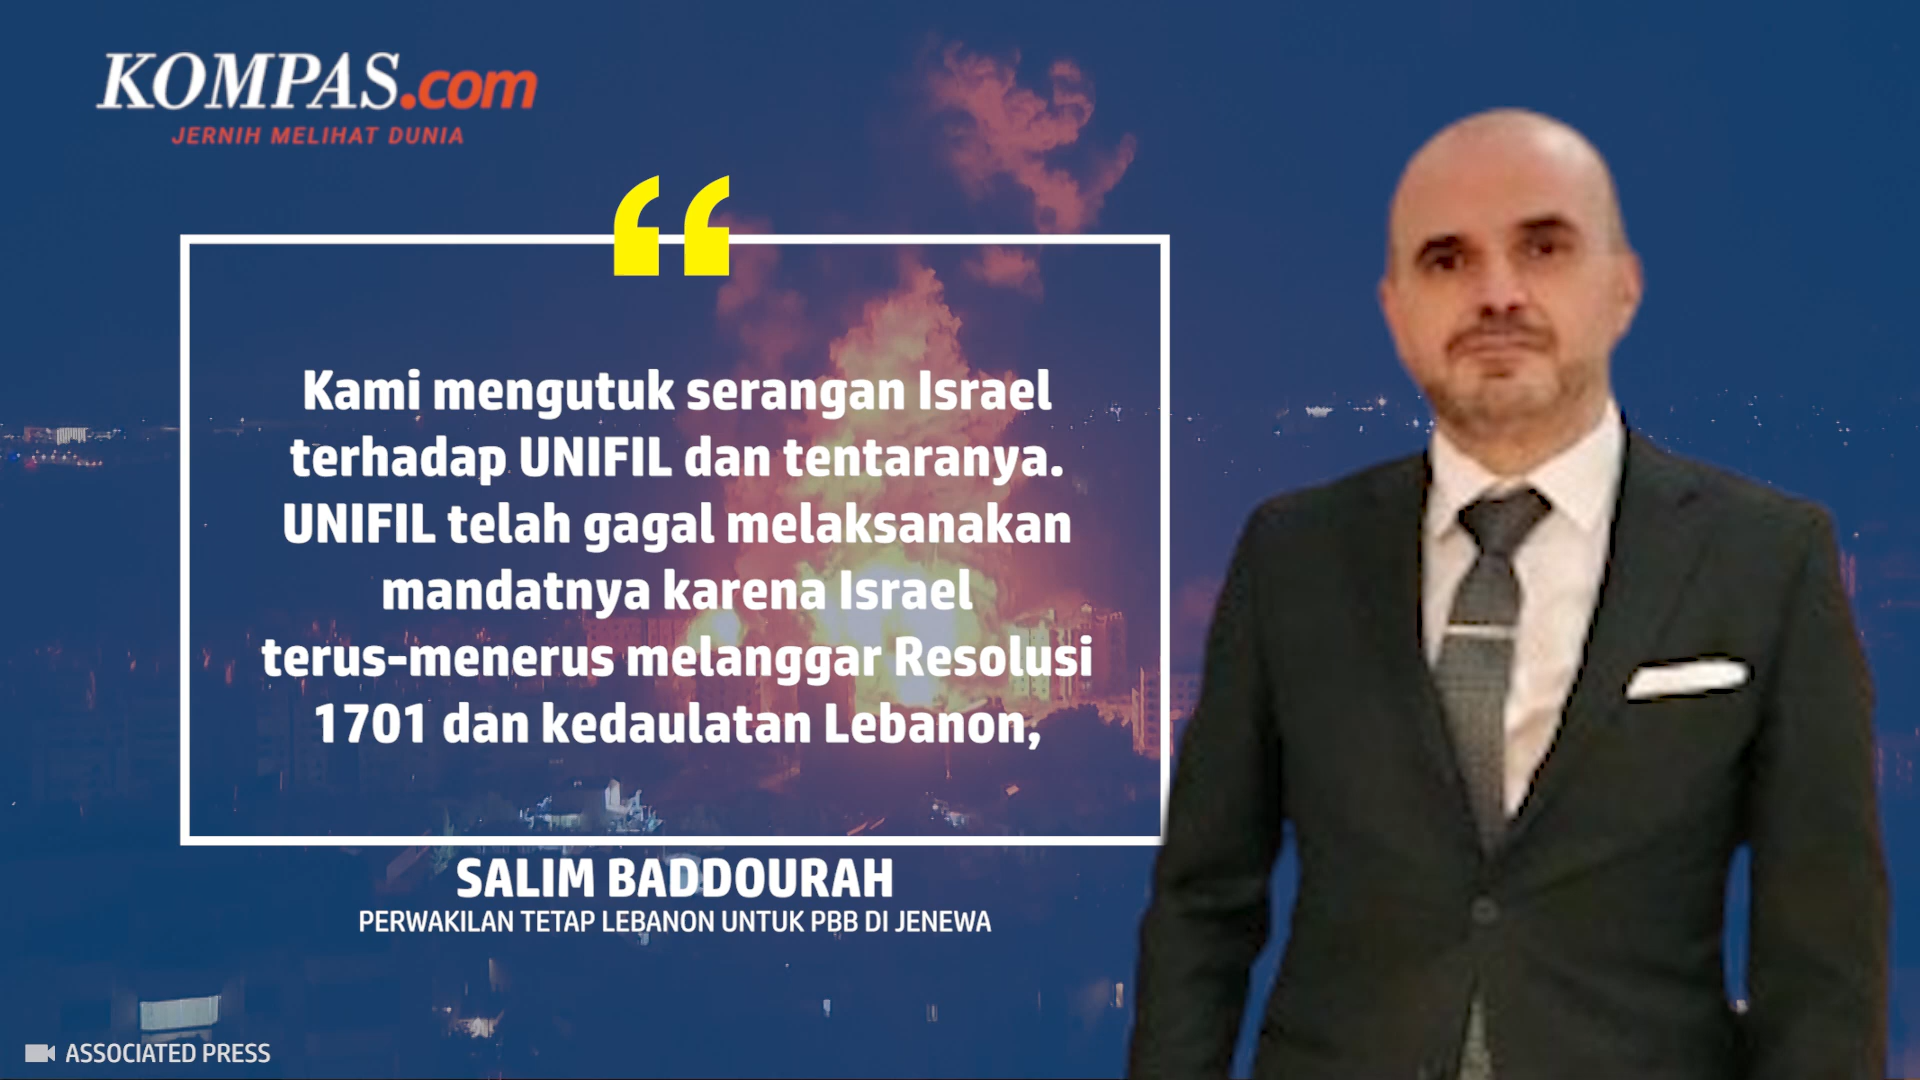 KOMPAS.com
JERNIH MELIHAT DUNIA
“
Kami mengutuk serangan Israel
terhadap UNIFIL dan tentaranya.
UNIFIL telah gagal melaksanakan
mandatnya karena Israel
terus-menerus melanggar Resolusi
1701 dan kedaulatan Lebanon,
SALIM BADDOURAH
PERWAKILAN TETAP LEBANON UNTUK PBB DI JENEWA
ASSOCIATED PRESS